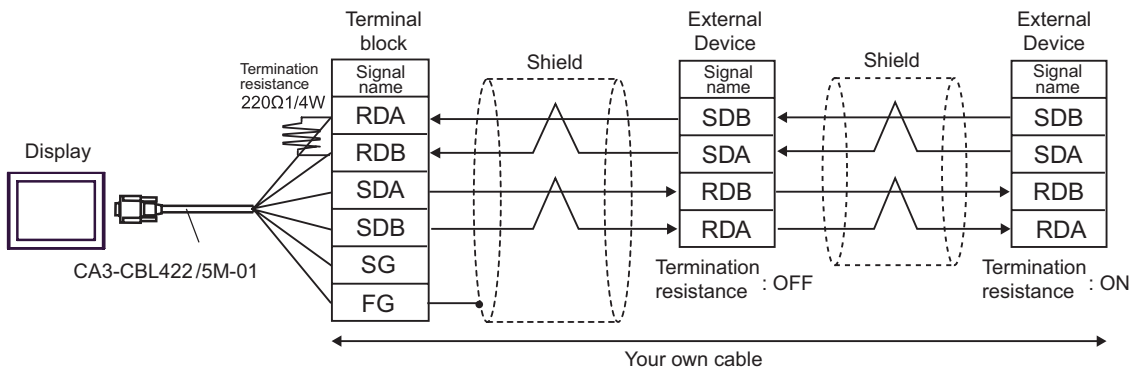 Terminal
block
External
Device
External
Device
Termination
resistance
220Ω1/4W
Signal
name
Shield
Signal
name
Shield
Signal
name
RDA
SDB
SDB
Display
RDB
SDA
SDA
SDA
RDB
RDB
SDB
RDA
RDA
CA3-CBL422/5M-01
SG
Termination
resistance : OFF
Termination
resistance : ON
FG
Your own cable